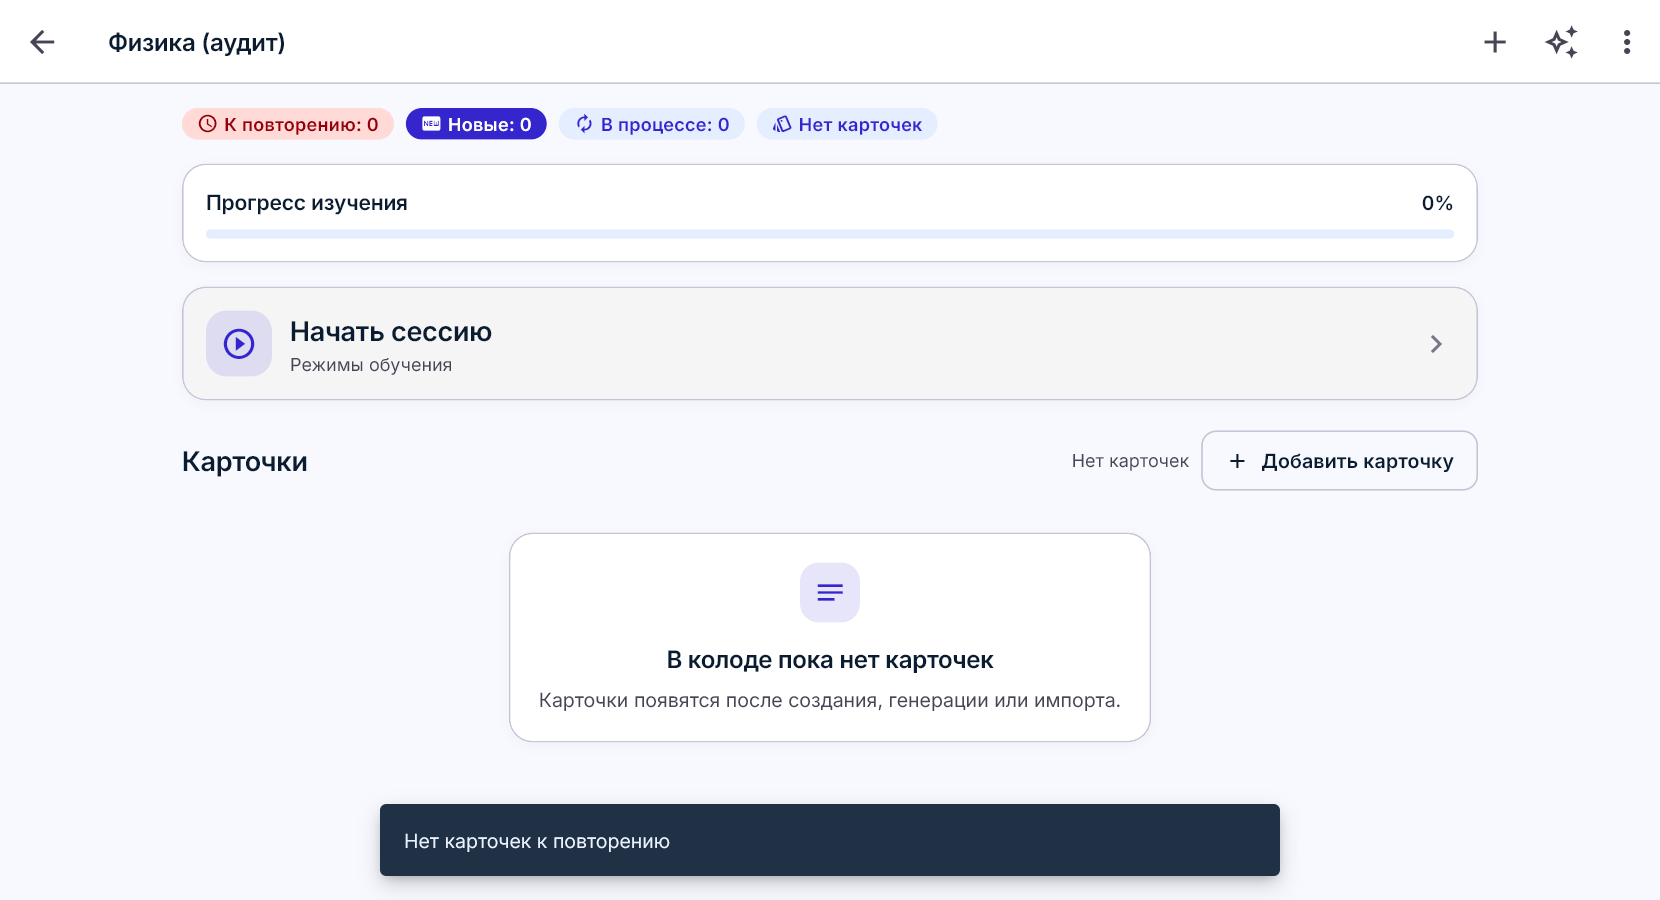 Физика (аудит)
К повторению: 0
NEW Новые: 0
В процессе: 0
Нет карточек
Прогресс изучения 0%
Начать сессию
Режимы обучения
Карточки
Нет карточек
Добавить карточку
В колоде пока нет карточек
Карточки появятся после создания, генерации или импорта.
Нет карточек к повторению